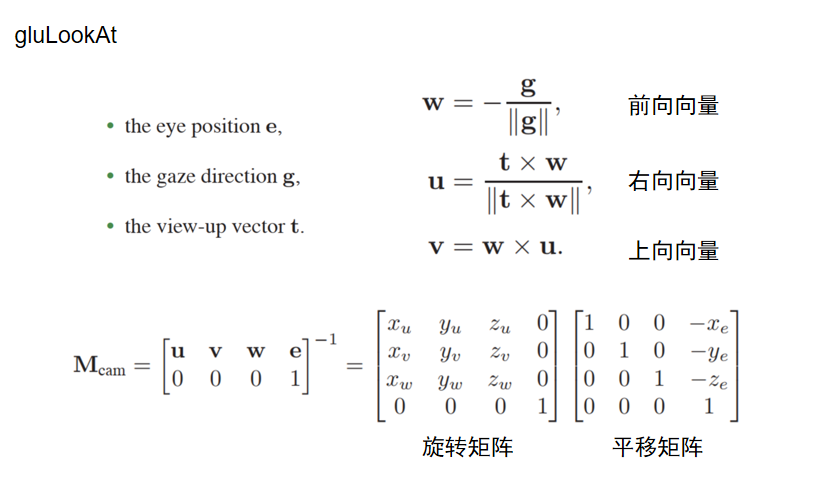 gluLookAt
• the eye position e,
• the gaze direction g,
• the view-up vector t.
w = − g / ‖g‖, 前向向量
u = t × w / ‖t × w‖, 右向向量
v = w × u. 上向向量
M_cam = [u v w e; 0 0 0 1]^{-1} = [x_u y_u z_u 0; x_v y_v z_v 0; x_w y_w z_w 0; 0 0 0 1] [1 0 0 −x_e; 0 1 0 −y_e; 0 0 1 −z_e; 0 0 0 1]
旋转矩阵 平移矩阵